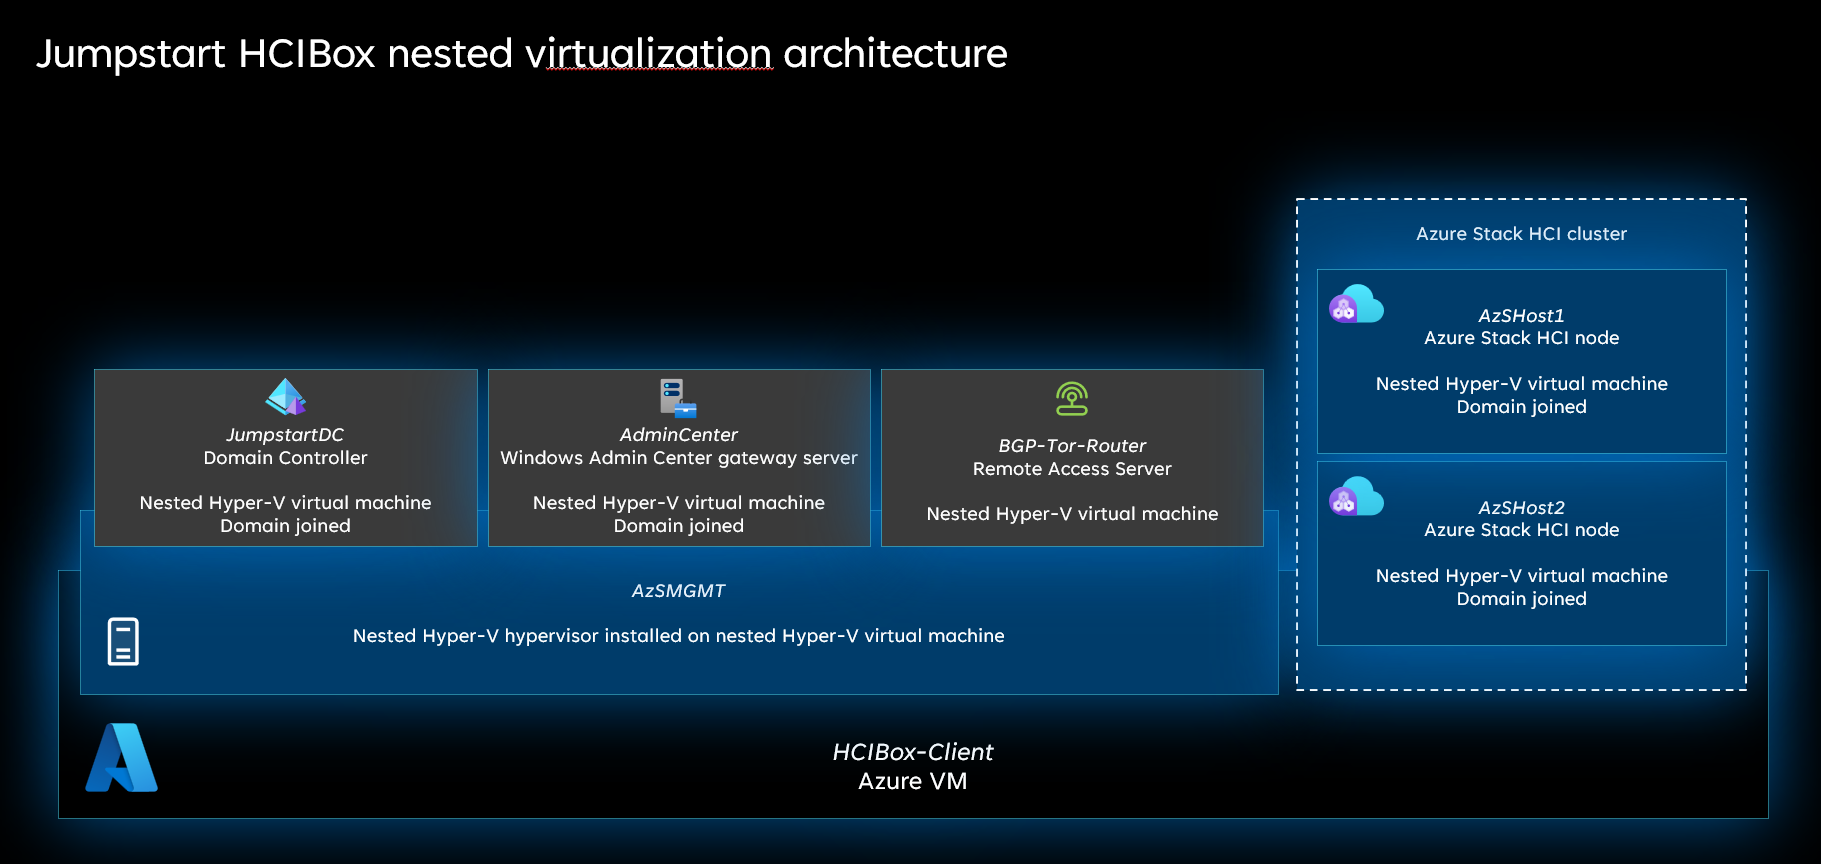 Jumpstart HCIBox nested virtualization architecture
Azure Stack HCI cluster
AzSHost1
Azure Stack HCI node
Nested Hyper-V virtual machine
Domain joined
AzSHost2
Azure Stack HCI node
Nested Hyper-V virtual machine
Domain joined
JumpstartDC
Domain Controller
Nested Hyper-V virtual machine
Domain joined
AdminCenter
Windows Admin Center gateway server
Nested Hyper-V virtual machine
Domain joined
BGP-Tor-Router
Remote Access Server
Nested Hyper-V virtual machine
AzSMGMT
Nested Hyper-V hypervisor installed on nested Hyper-V virtual machine
HCIBox-Client
Azure VM